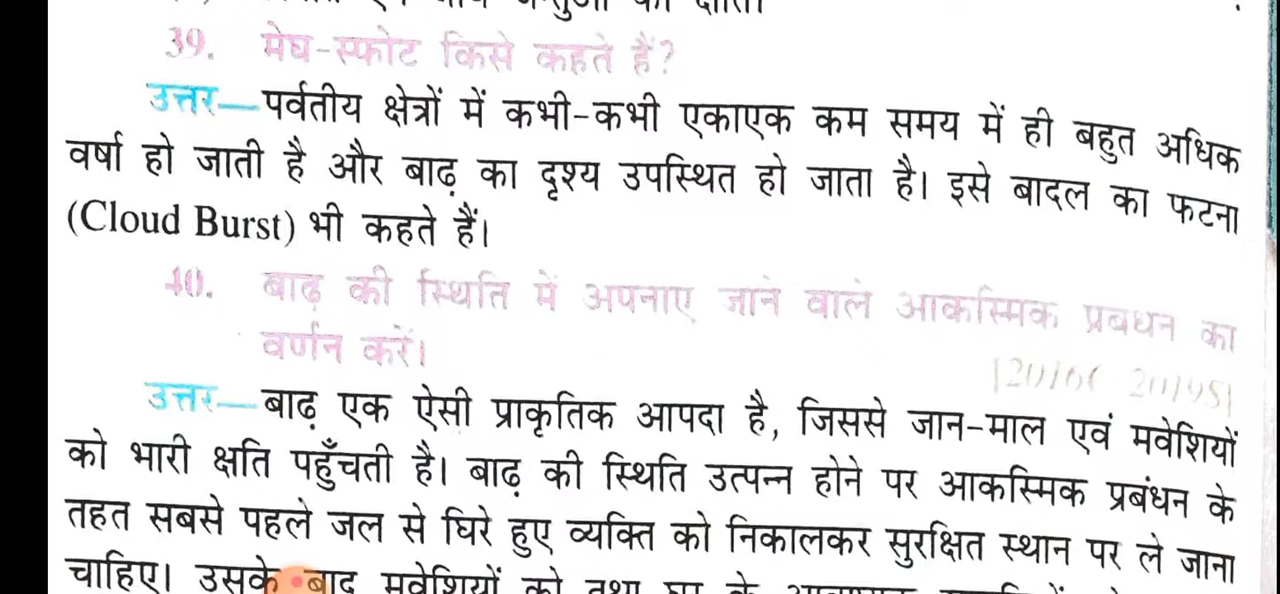 39. मेघ-स्फोट किसे कहते हैं?
उत्तर—पर्वतीय क्षेत्रों में कभी-कभी एकाएक कम समय में ही बहुत अधिक
वर्षा हो जाती है और बाढ़ का दृश्य उपस्थित हो जाता है। इसे बादल का फटना
(Cloud Burst) भी कहते हैं।
40. बाढ़ की स्थिति में अपनाए जाने वाले आकस्मिक प्रबंधन का
वर्णन करें।
उत्तर—बाढ़ एक ऐसी प्राकृतिक आपदा है, जिससे जान-माल एवं मवेशियों
को भारी क्षति पहुँचती है। बाढ़ की स्थिति उत्पन्न होने पर आकस्मिक प्रबंधन के
तहत सबसे पहले जल से घिरे हुए व्यक्ति को निकालकर सुरक्षित स्थान पर ले जाना
चाहिए। उसके बाद मवेशियों को तथा घर के